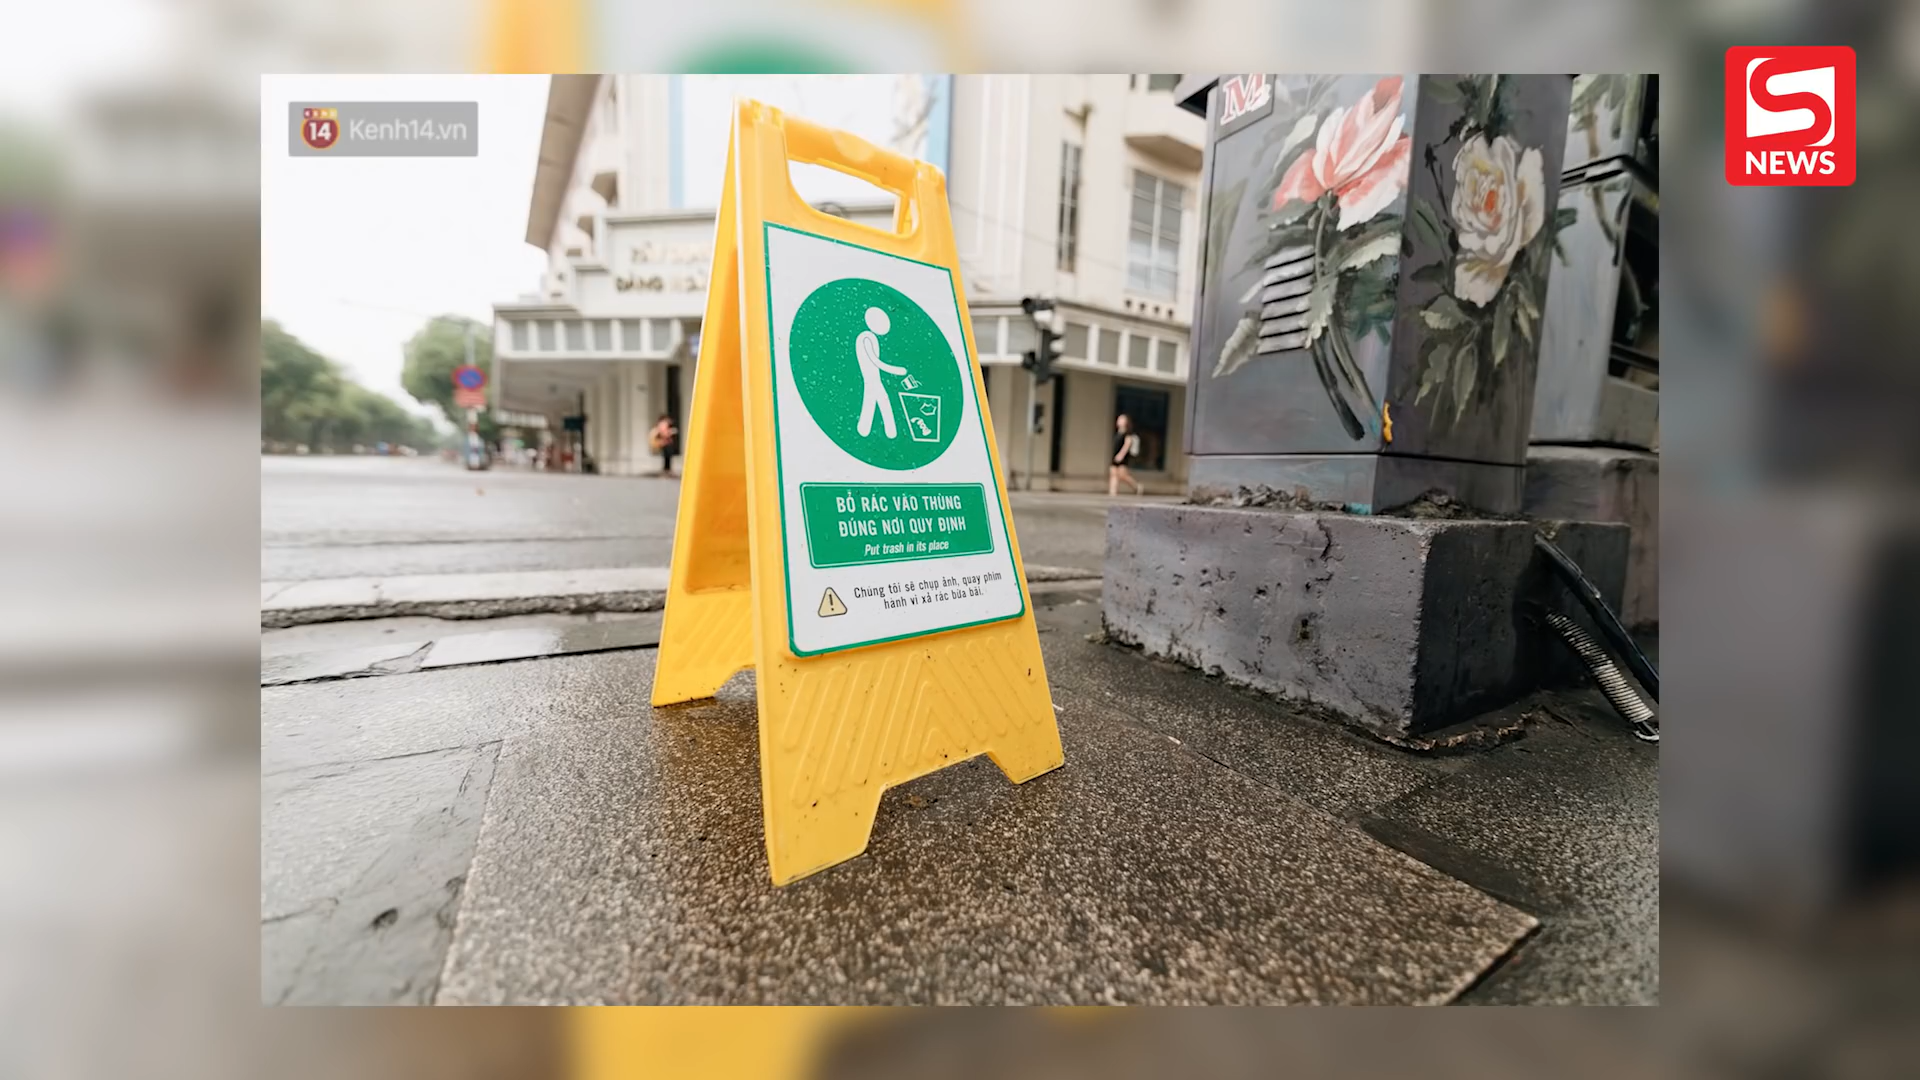 14 Kenh14.vn
S
NEWS
M
BỎ RÁC VÀO THÙNG
ĐÚNG NƠI QUY ĐỊNH
Put trash in its place
Chúng tôi sẽ chụp ảnh, quay phim
hành vi xả rác bừa bãi.